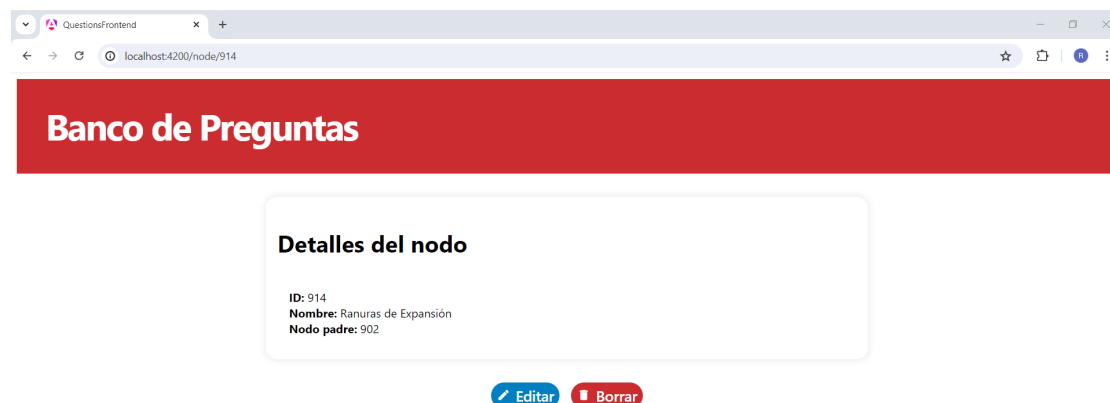 QuestionsFrontend
localhost:4200/node/914
R
Banco de Preguntas
Detalles del nodo
ID: 914
Nombre: Ranuras de Expansión
Nodo padre: 902
Editar Borrar